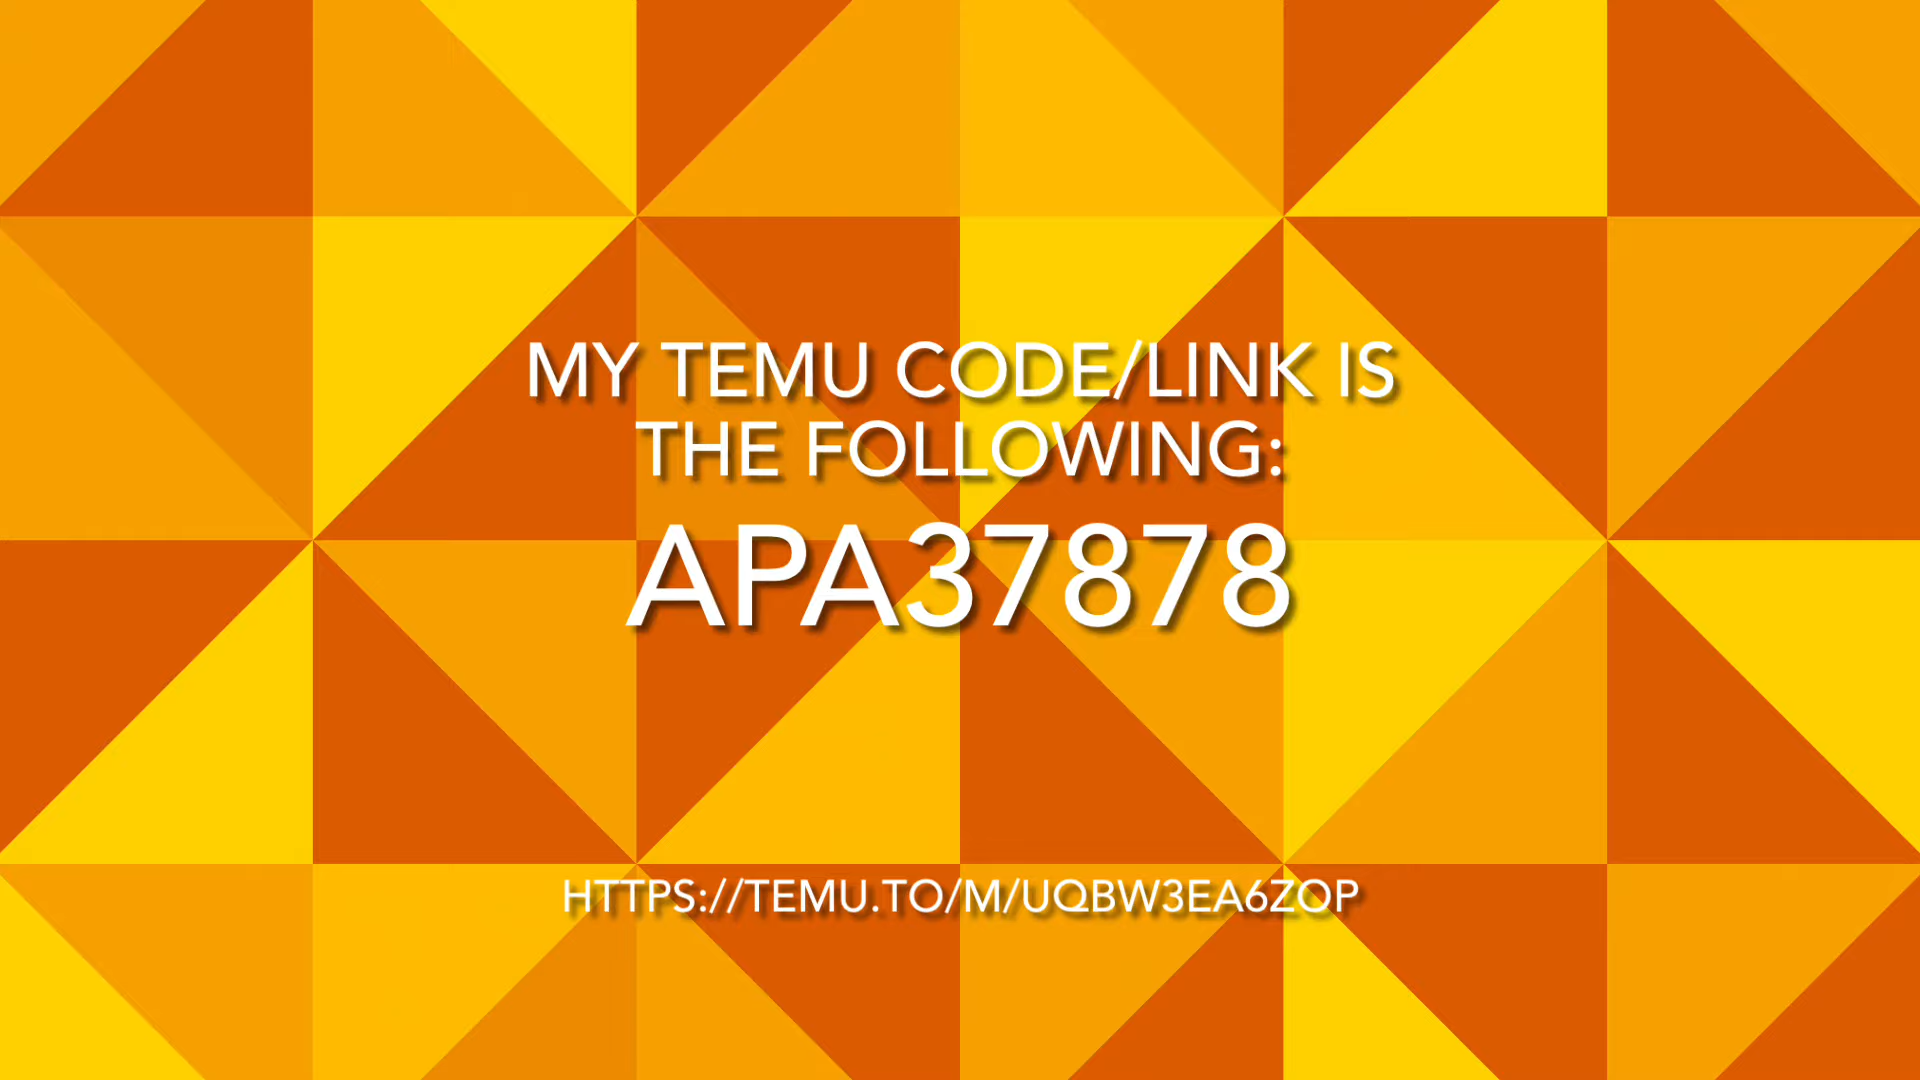 MY TEMU CODE/LINK IS
THE FOLLOWING:
APA37878
HTTPS://TEMU.TO/M/UQBW3EA6ZOP